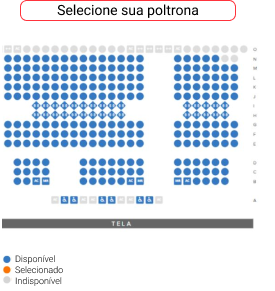 Selecione sua poltrona
O
N
M
L
K
J
I
H
G
F
E
D
C
B
A
TELA
Disponível
Selecionado
Indisponível